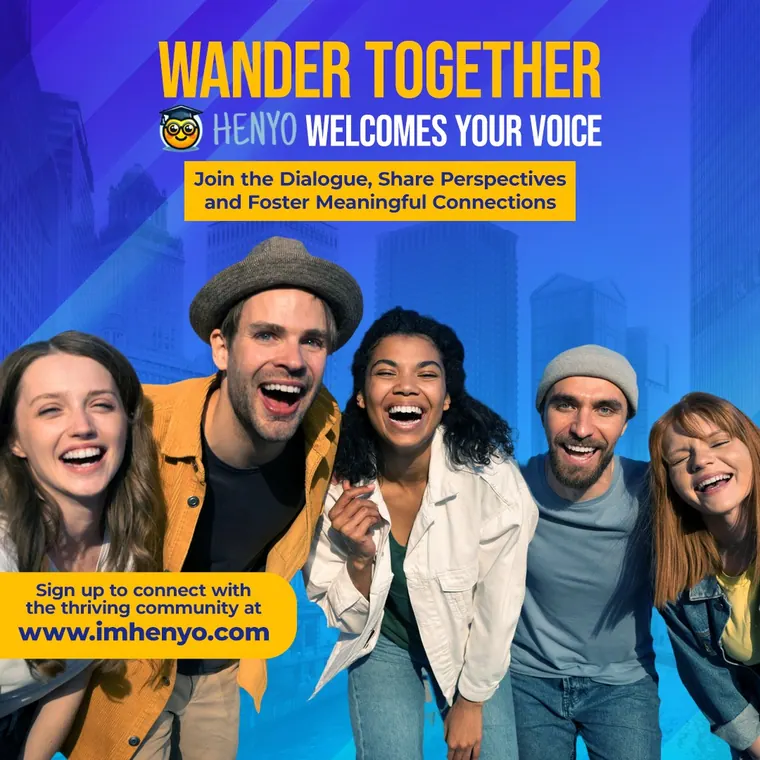 WANDER TOGETHER
HENYO WELCOMES YOUR VOICE
Join the Dialogue, Share Perspectives
and Foster Meaningful Connections
Sign up to connect with
the thriving community at
www.imhenyo.com